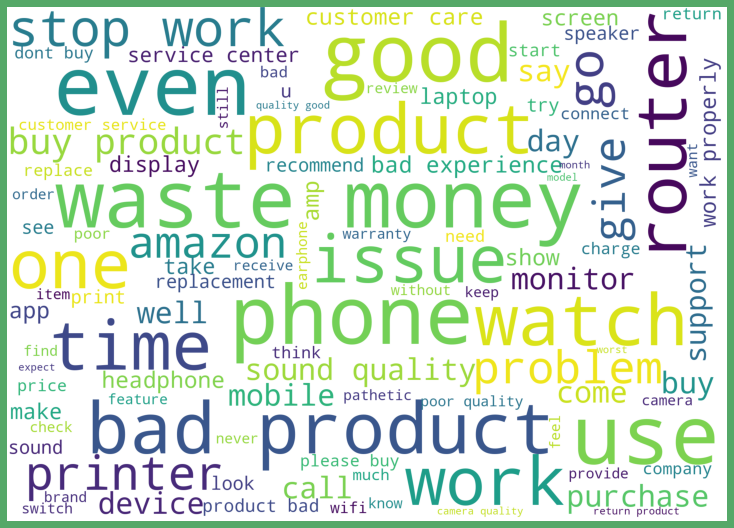 stop work
customer care
screen
return
dont buy
service center
good
start
speaker
router
even
bad
u
still
quality good
review
laptop
say
go
try
connect
work properly
customer service
product
day
buy product
replace
display
recommend
bad experience
month
model
want
give
order
waste money
amp
see
poor
amazon
earphone
warranty
need
charge
one
take
receive
issue
show
support
replacement
monitor
item
print
without
keep
app
well
phone
watch
time
find
think
expect
sound quality
problem
worst
price
headphone
feature
mobile
pathetic
poor quality
come
buy
camera
make
check
bad product
never
feel
use
sound
printer
look
please buy
much
call
work
provide
company
brand
switch
device
product bad
wifi
know
camera quality
purchase
return product